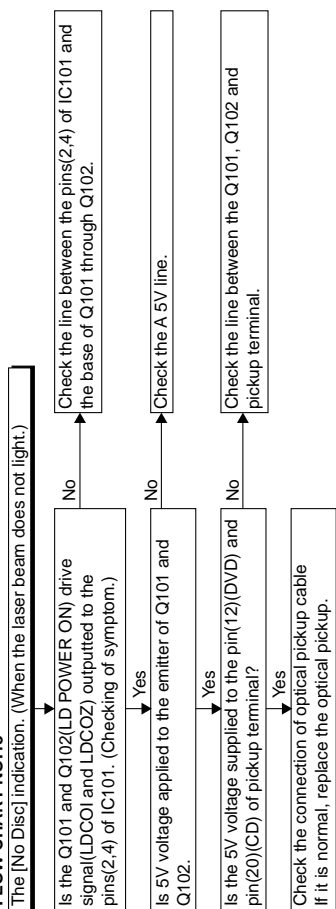 The [No Disc] indication. (When the laser beam does not light.)
Is the Q101 and Q102(LD POWER ON) drive
signal(LDCOI and LDCOZ) outputted to the
pins(2,4) of IC101. (Checking of symptom.)
No
Check the line between the pins(2,4) of IC101 and
the base of Q101 through Q102.
Yes
Is 5V voltage applied to the emitter of Q101 and
Q102.
No
Check the A 5V line.
Yes
Is the 5V voltage supplied to the pin(12)(DVD) and
pin(20)(CD) of pickup terminal?
No
Check the line between the Q101, Q102 and
pickup terminal.
Yes
Check the connection of optical pickup cable
If it is normal, replace the optical pickup.